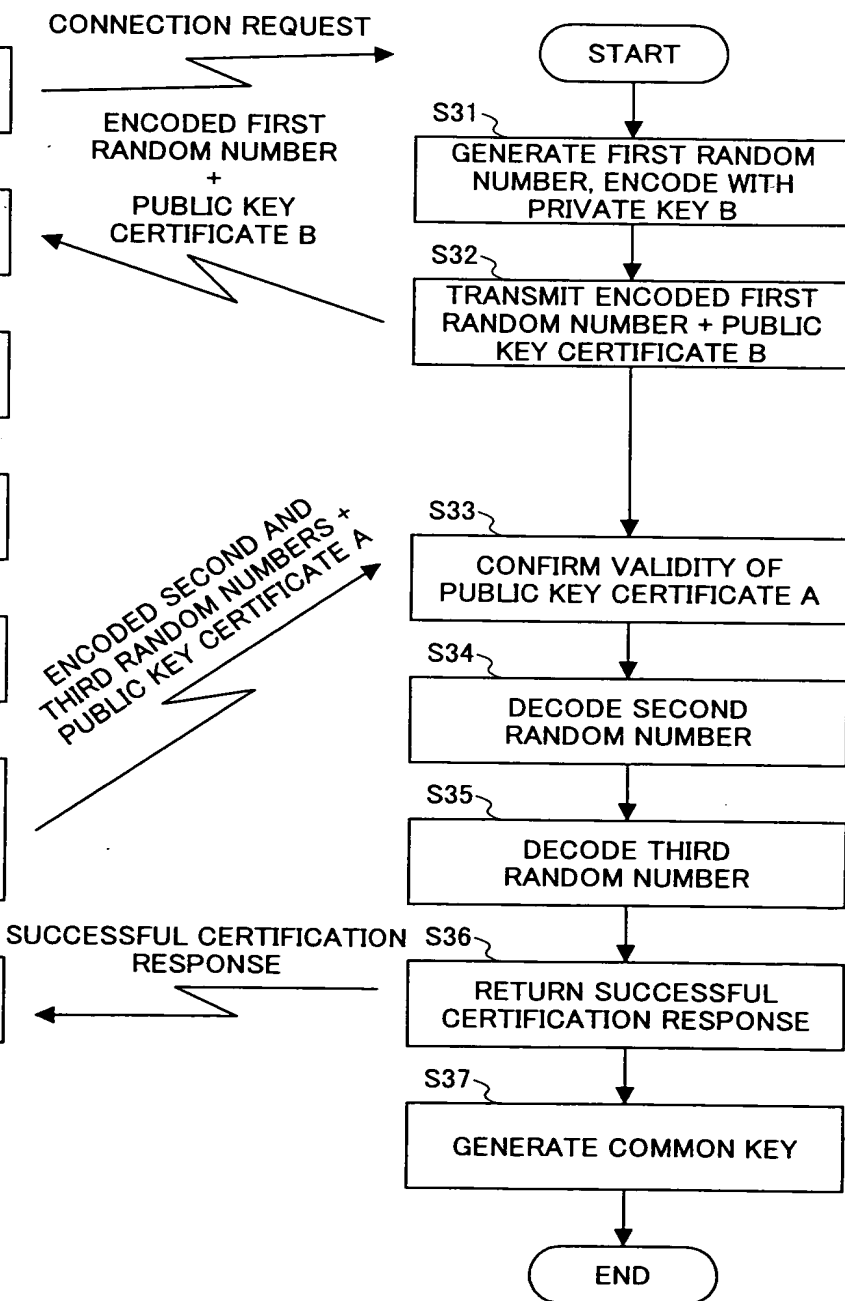 CONNECTION REQUEST
START
ENCODED FIRST
RANDOM NUMBER
+
PUBLIC KEY
CERTIFICATE B
S31
GENERATE FIRST RANDOM
NUMBER, ENCODE WITH
PRIVATE KEY B
S32
TRANSMIT ENCODED FIRST
RANDOM NUMBER + PUBLIC
KEY CERTIFICATE B
ENCODED SECOND AND
THIRD RANDOM NUMBERS +
PUBLIC KEY CERTIFICATE A
S33
CONFIRM VALIDITY OF
PUBLIC KEY CERTIFICATE A
S34
DECODE SECOND
RANDOM NUMBER
S35
DECODE THIRD
RANDOM NUMBER
SUCCESSFUL CERTIFICATION
RESPONSE
S36
RETURN SUCCESSFUL
CERTIFICATION RESPONSE
S37
GENERATE COMMON KEY
END